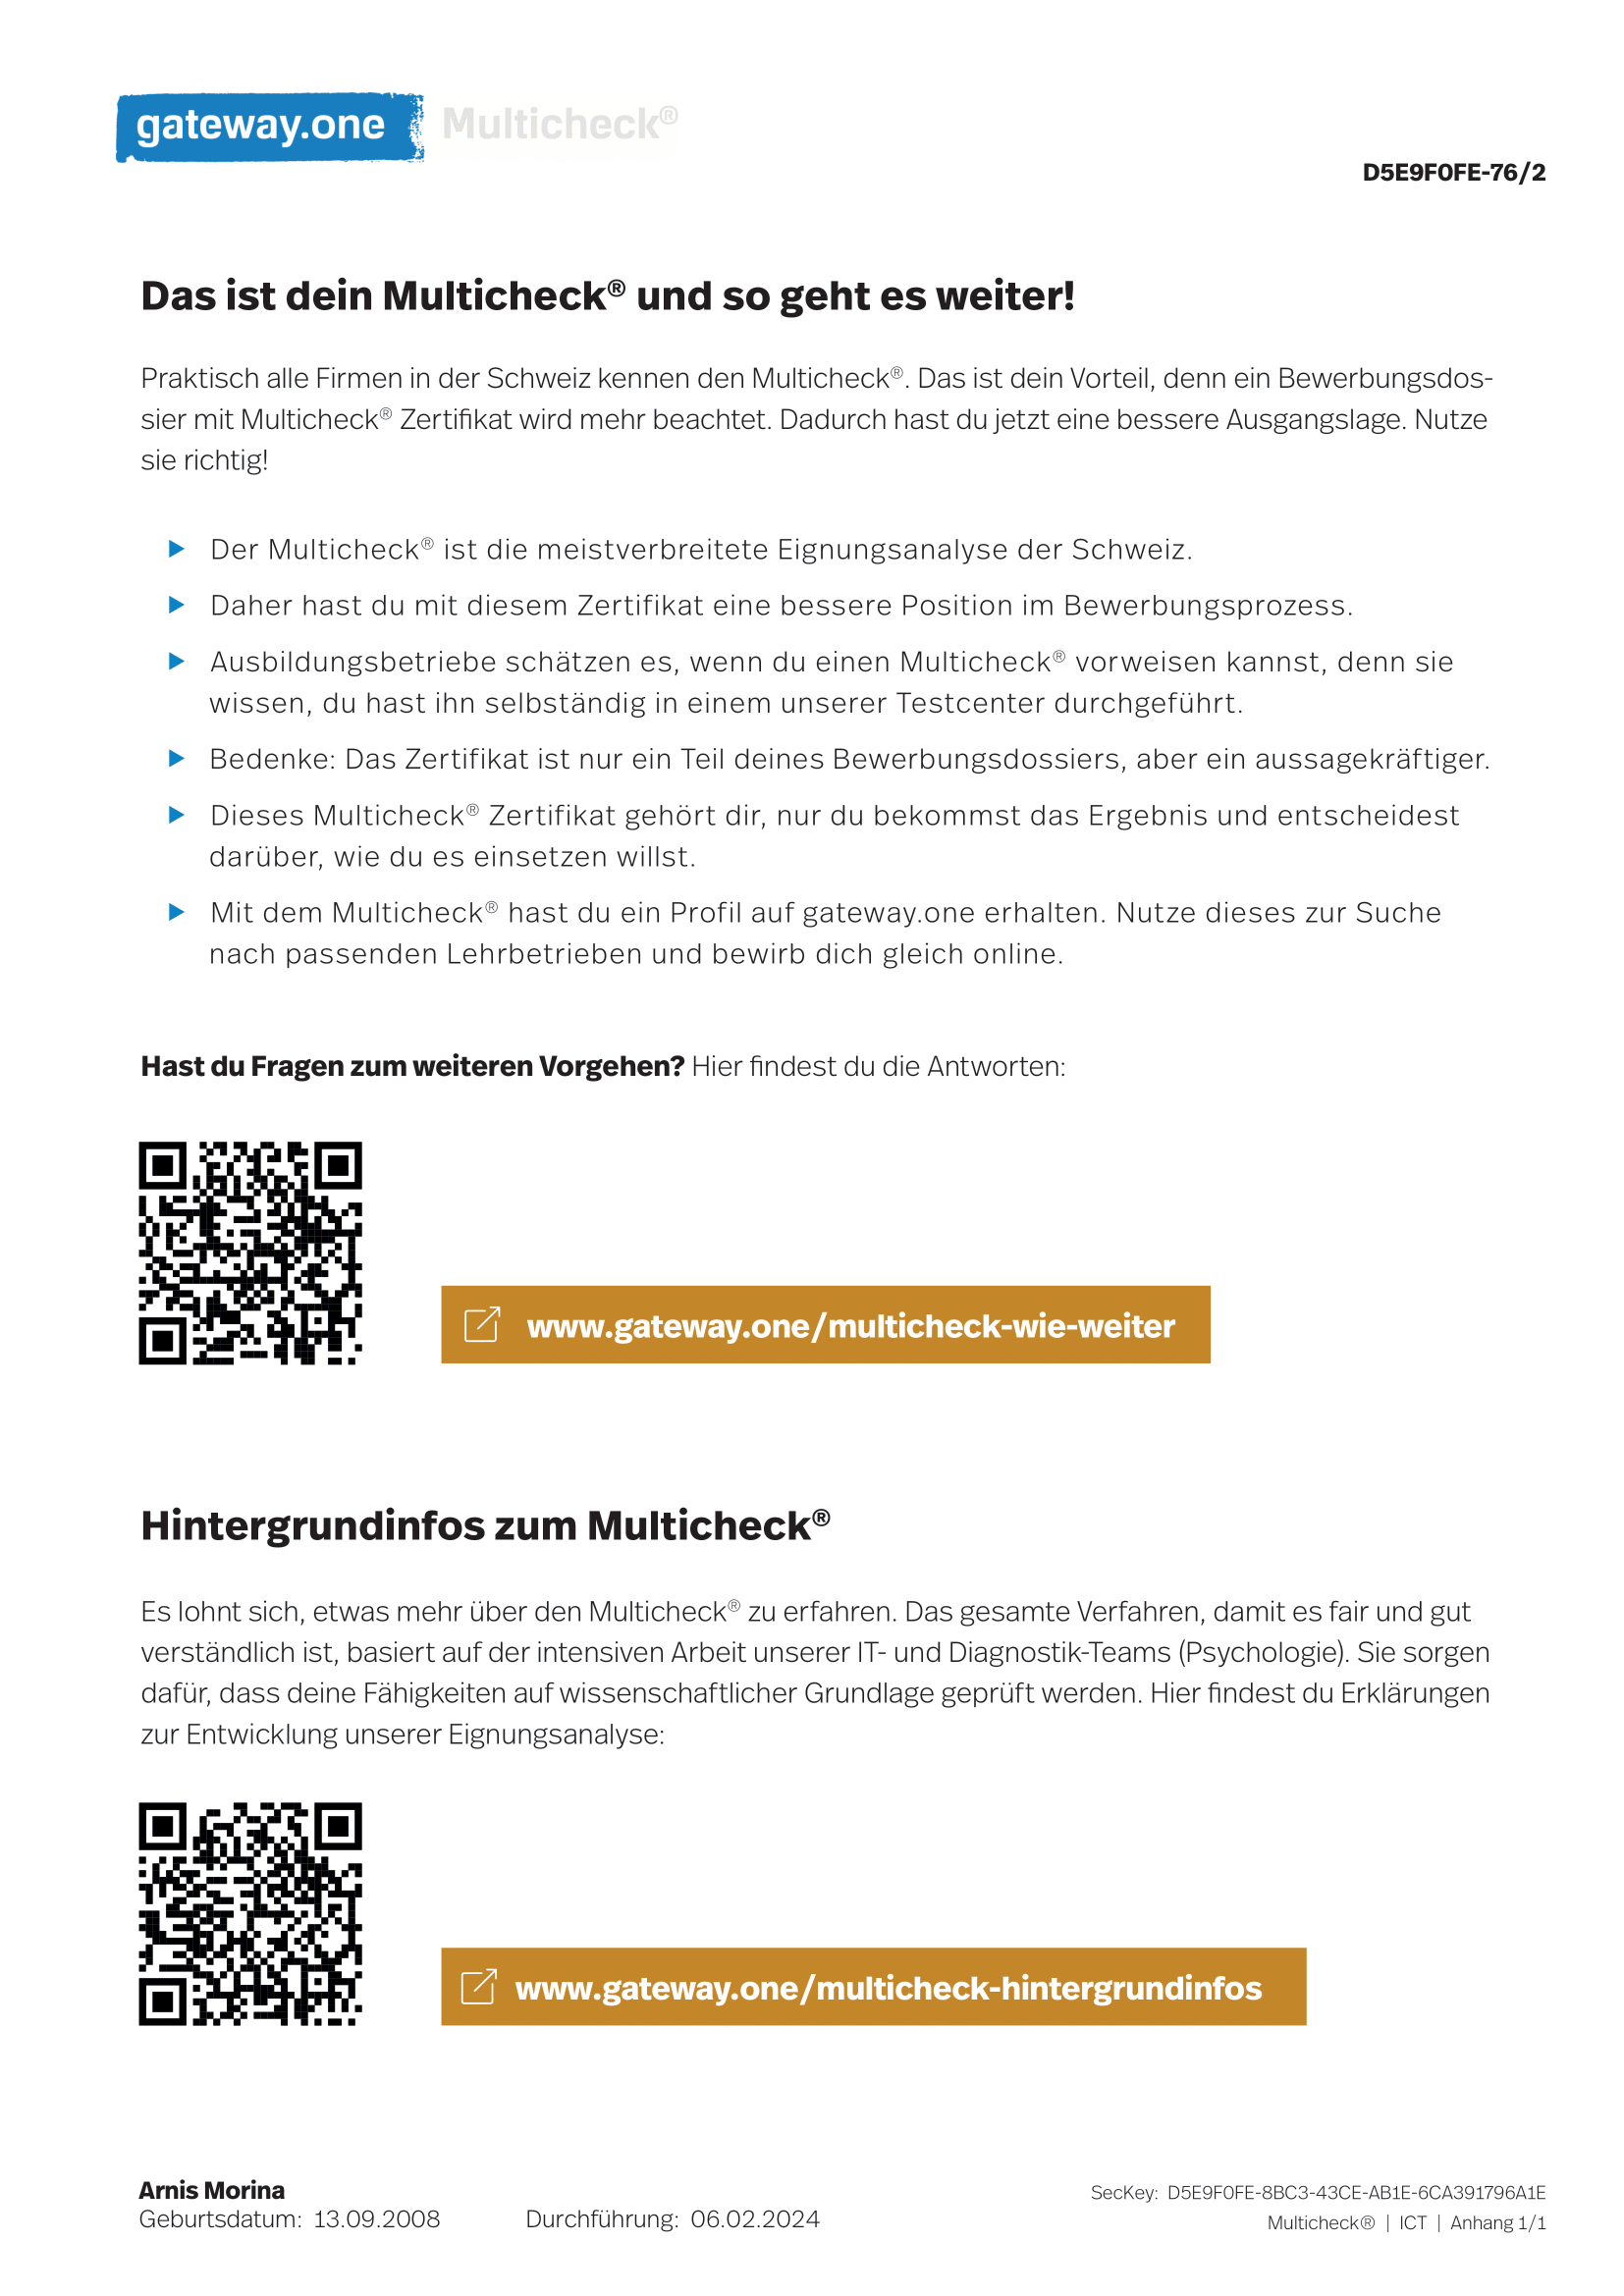 gateway.one Multicheck®
D5E9F0FE-76/2
Das ist dein Multicheck® und so geht es weiter!
Praktisch alle Firmen in der Schweiz kennen den Multicheck®. Das ist dein Vorteil, denn ein Bewerbungsdos-
sier mit Multicheck® Zertifikat wird mehr beachtet. Dadurch hast du jetzt eine bessere Ausgangslage. Nutze
sie richtig!
▶ Der Multicheck® ist die meistverbreitete Eignungsanalyse der Schweiz.
▶ Daher hast du mit diesem Zertifikat eine bessere Position im Bewerbungsprozess.
▶ Ausbildungsbetriebe schätzen es, wenn du einen Multicheck® vorweisen kannst, denn sie
wissen, du hast ihn selbständig in einem unserer Testcenter durchgeführt.
▶ Bedenke: Das Zertifikat ist nur ein Teil deines Bewerbungsdossiers, aber ein aussagekräftiger.
▶ Dieses Multicheck® Zertifikat gehört dir, nur du bekommst das Ergebnis und entscheidest
darüber, wie du es einsetzen willst.
▶ Mit dem Multicheck® hast du ein Profil auf gateway.one erhalten. Nutze dieses zur Suche
nach passenden Lehrbetrieben und bewirb dich gleich online.
Hast du Fragen zum weiteren Vorgehen? Hier findest du die Antworten:
www.gateway.one/multicheck-wie-weiter
Hintergrundinfos zum Multicheck®
Es lohnt sich, etwas mehr über den Multicheck® zu erfahren. Das gesamte Verfahren, damit es fair und gut
verständlich ist, basiert auf der intensiven Arbeit unserer IT- und Diagnostik-Teams (Psychologie). Sie sorgen
dafür, dass deine Fähigkeiten auf wissenschaftlicher Grundlage geprüft werden. Hier findest du Erklärungen
zur Entwicklung unserer Eignungsanalyse:
www.gateway.one/multicheck-hintergrundinfos
Arnis Morina
Geburtsdatum: 13.09.2008 Durchführung: 06.02.2024
SecKey: D5E9F0FE-8BC3-43CE-AB1E-6CA391796A1E
Multicheck® | ICT | Anhang 1/1